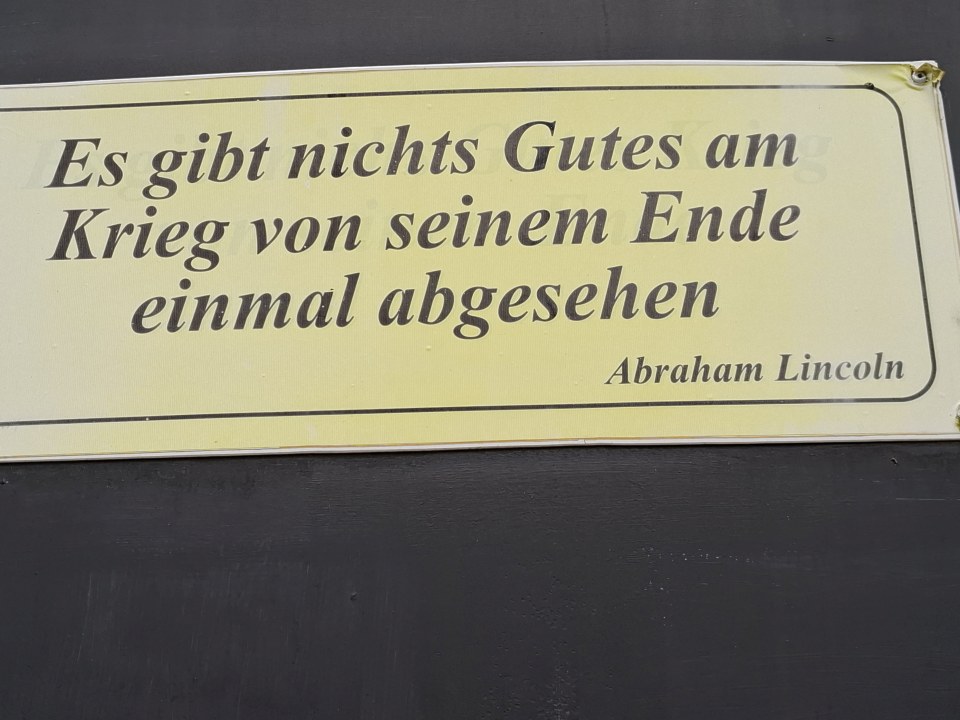 Es gibt nichts Gutes am
Krieg von seinem Ende
einmal abgesehen
Abraham Lincoln